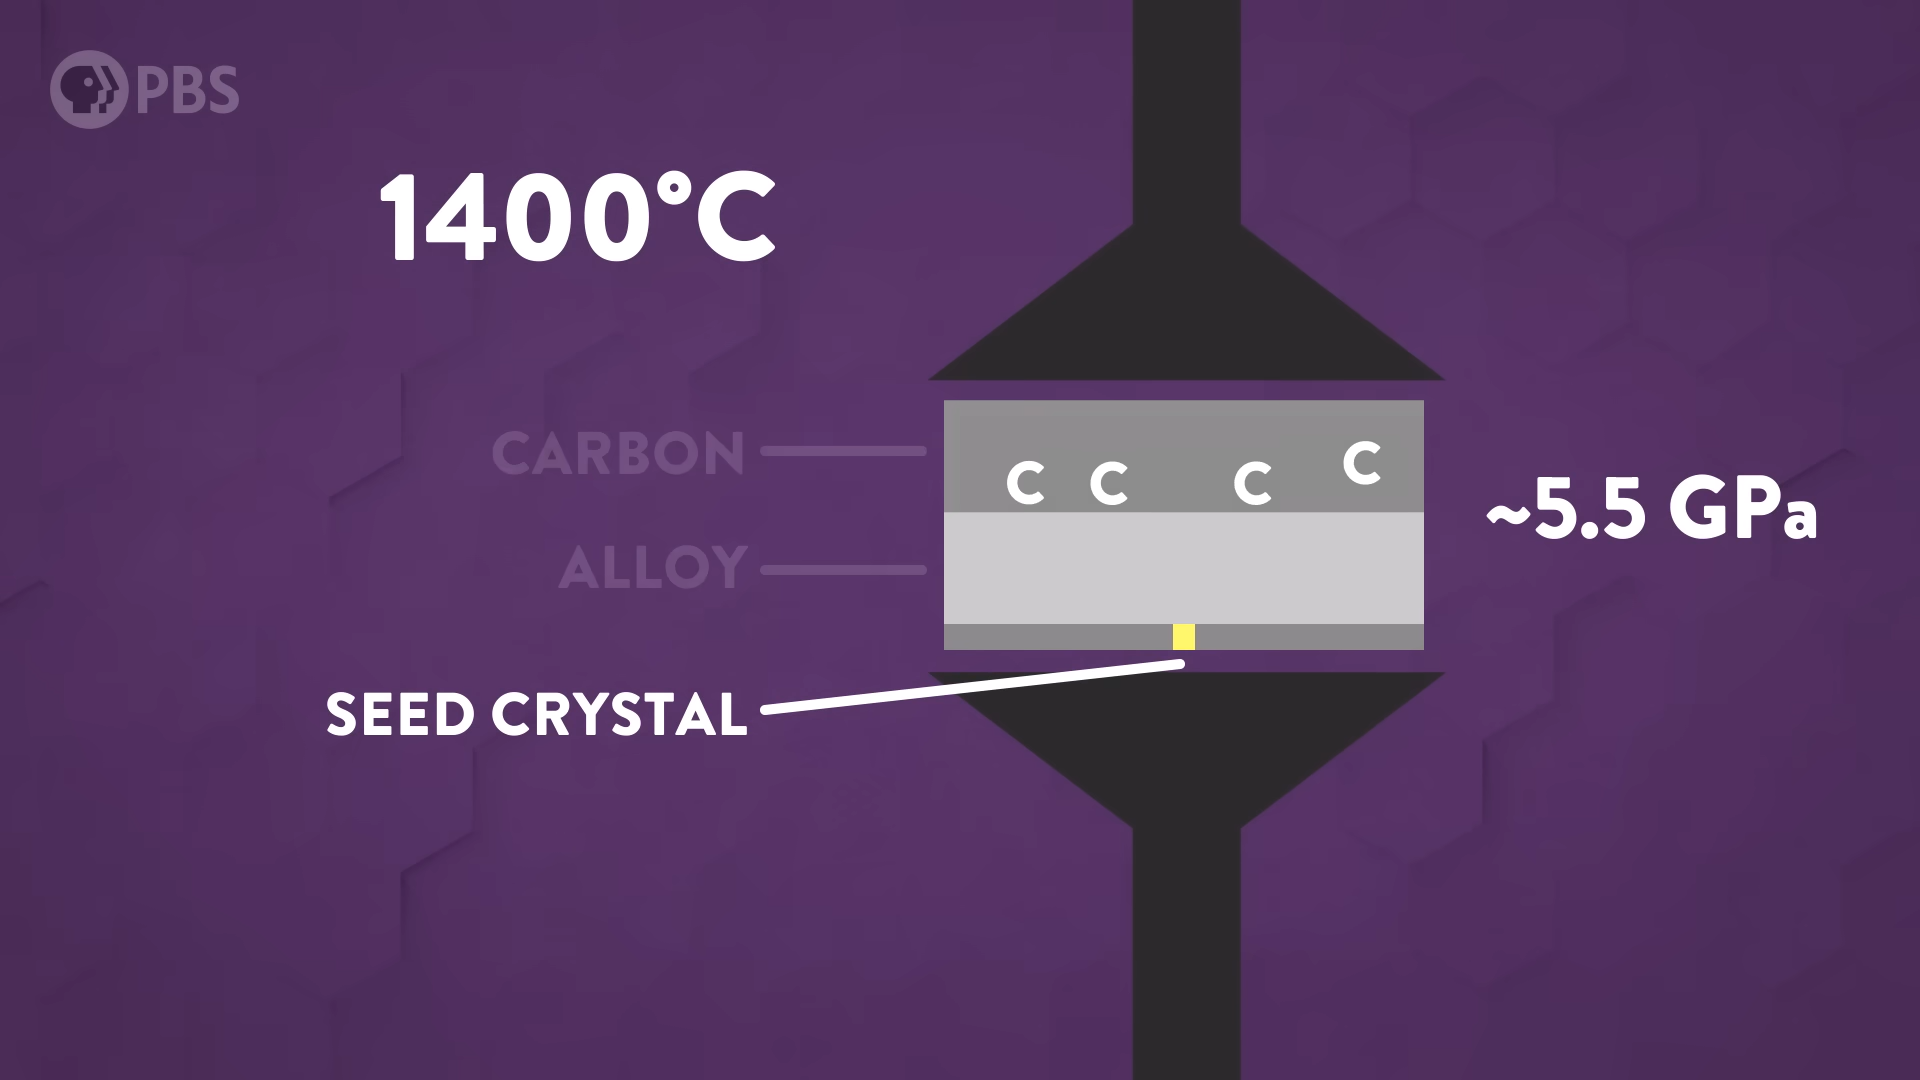 PBS
1400°C
CARBON
C C C C
~5.5 GPa
ALLOY
SEED CRYSTAL